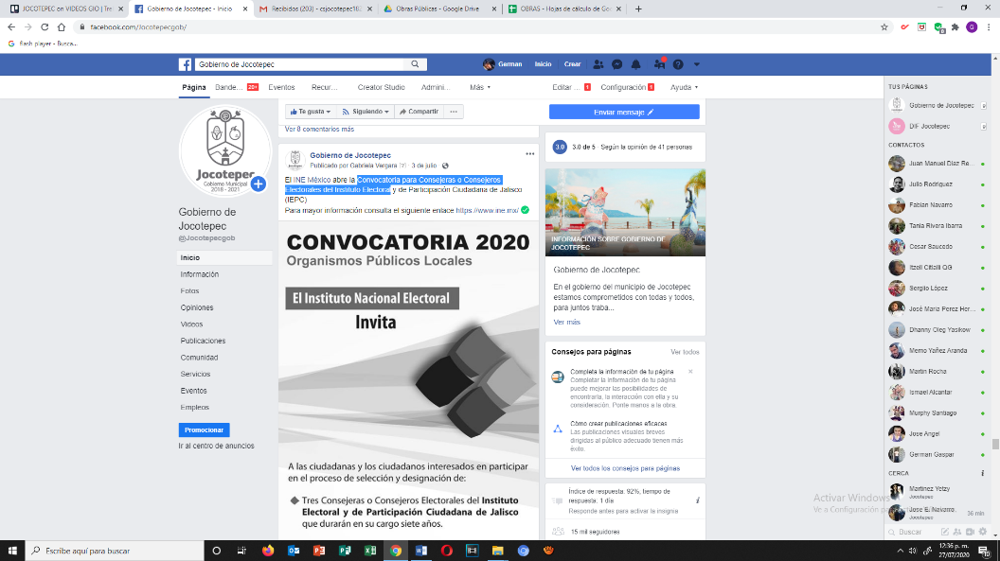 JOCOTEPEC on VIDEOS GIO | Trel
Gobierno de Jocotepec - Inicio
Recibidos (203) - csjocotepec182
Obras Públicas - Google Drive
OBRAS - Hojas de cálculo de Goo
facebook.com/Jocotepecgob/
flash player - Busca...
Gobierno de Jocotepec
German
Inicio
Crear
Página
Bande...
20+
Eventos
Recur...
Creator Studio
Admini...
Más
Editar ...
1
Configuración
1
Ayuda
Te gusta
Siguiendo
Compartir
Enviar mensaje
Ver 8 comentarios más
Jocotepec
Gobierno Municipal
2018 - 2021
Gobierno de
Jocotepec
@Jocotepecgob
Inicio
Información
Fotos
Opiniones
Videos
Publicaciones
Comunidad
Servicios
Eventos
Empleos
Promocionar
Ir al centro de anuncios
Gobierno de Jocotepec
Publicado por Gabriela Vergara [?] · 3 de julio ·
El INE México abre la Convocatoria para Consejeras o Consejeros
Electorales del Instituto Electoral y de Participación Ciudadana de Jalisco
(IEPC)
Para mayor información consulta el siguiente enlace https://www.ine.mx/
CONVOCATORIA 2020
Organismos Públicos Locales
El Instituto Nacional Electoral
Invita
A las ciudadanas y los ciudadanos interesados en participar
en el proceso de selección y designación de:
Tres Consejeras o Consejeros Electorales del Instituto
Electoral y de Participación Ciudadana de Jalisco
que durarán en su cargo siete años.
3.0
3.0 de 5 · Según la opinión de 41 personas
INFORMACIÓN SOBRE GOBIERNO DE
JOCOTEPEC
Gobierno de Jocotepec
En el gobierno del municipio de Jocotepec
estamos comprometidos con todas y todos,
para juntos traba...
Ver más
Consejos para páginas
Ver todos
Completa la información de tu página
Completar la información de tu página
puede mejorar las posibilidades de
encontrarla, la interacción con ella y su
consideración. Ponte manos a la obra.
Cómo crear publicaciones eficaces
Las publicaciones visuales breves
dirigidas al público adecuado tienen más
éxito.
Ver todos los consejos para páginas
Índice de respuesta: 92%, tiempo de
respuesta: 1 día
Responde antes para activar la insignia
15 mil seguidores
TUS PÁGINAS
Gobierno de Jocotepec
DIF Jocotepec
CONTACTOS
Juan Manuel Diaz Re...
Julio Rodriguez
Fabian Navarro
Tania Rivera Ibarra
Cesar Saucedo
Itzell Citlalli QG
Sergiio López
José María Perez Her...
Dhanny Oleg Yasikow
Memo Yañez Aranda
Martin Rocha
Ismael Alcantar
Murphy Santiago
Jose Angel
German Gaspar
CERCA
Martinez Yetzy
Jocotepec
Jose E. Navarro
Jocotepec
36 min
Buscar
Activar Windows
Ve a Configuración
Escribe aquí para buscar
12:36 p. m.
27/07/2020
10